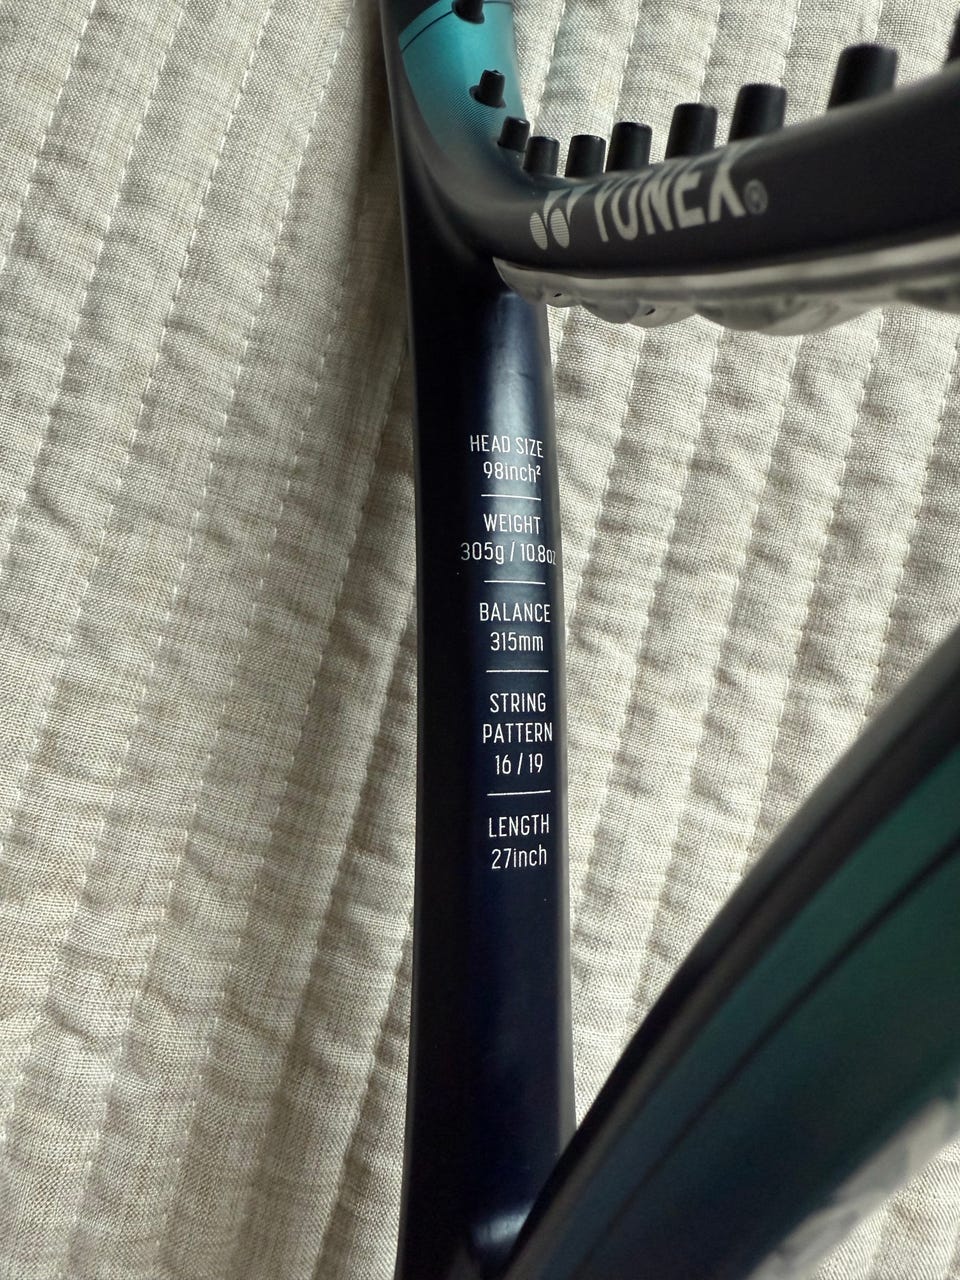 YONEX®
HEAD SIZE
98inch²
WEIGHT
305g / 10.8oz
BALANCE
315mm
STRING
PATTERN
16 / 19
LENGTH
27inch